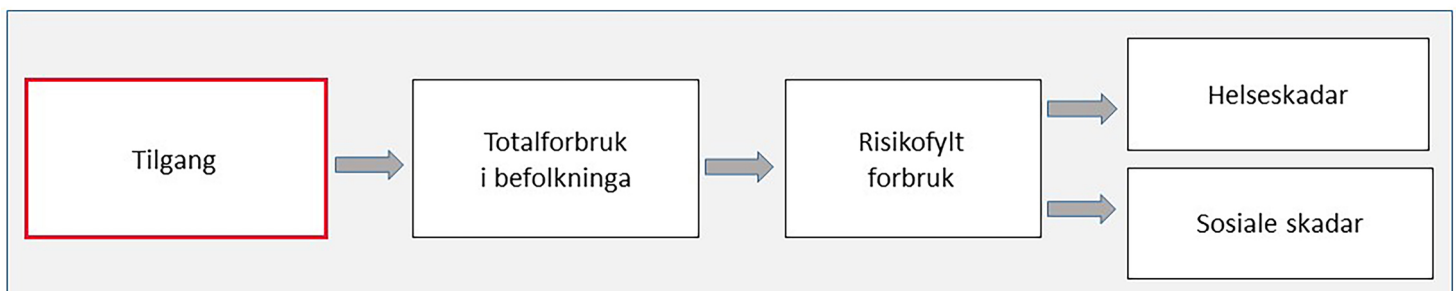 Tilgang
Totalforbruk
i befolkninga
Risikofylt
forbruk
Helseskadar
Sosiale skadar